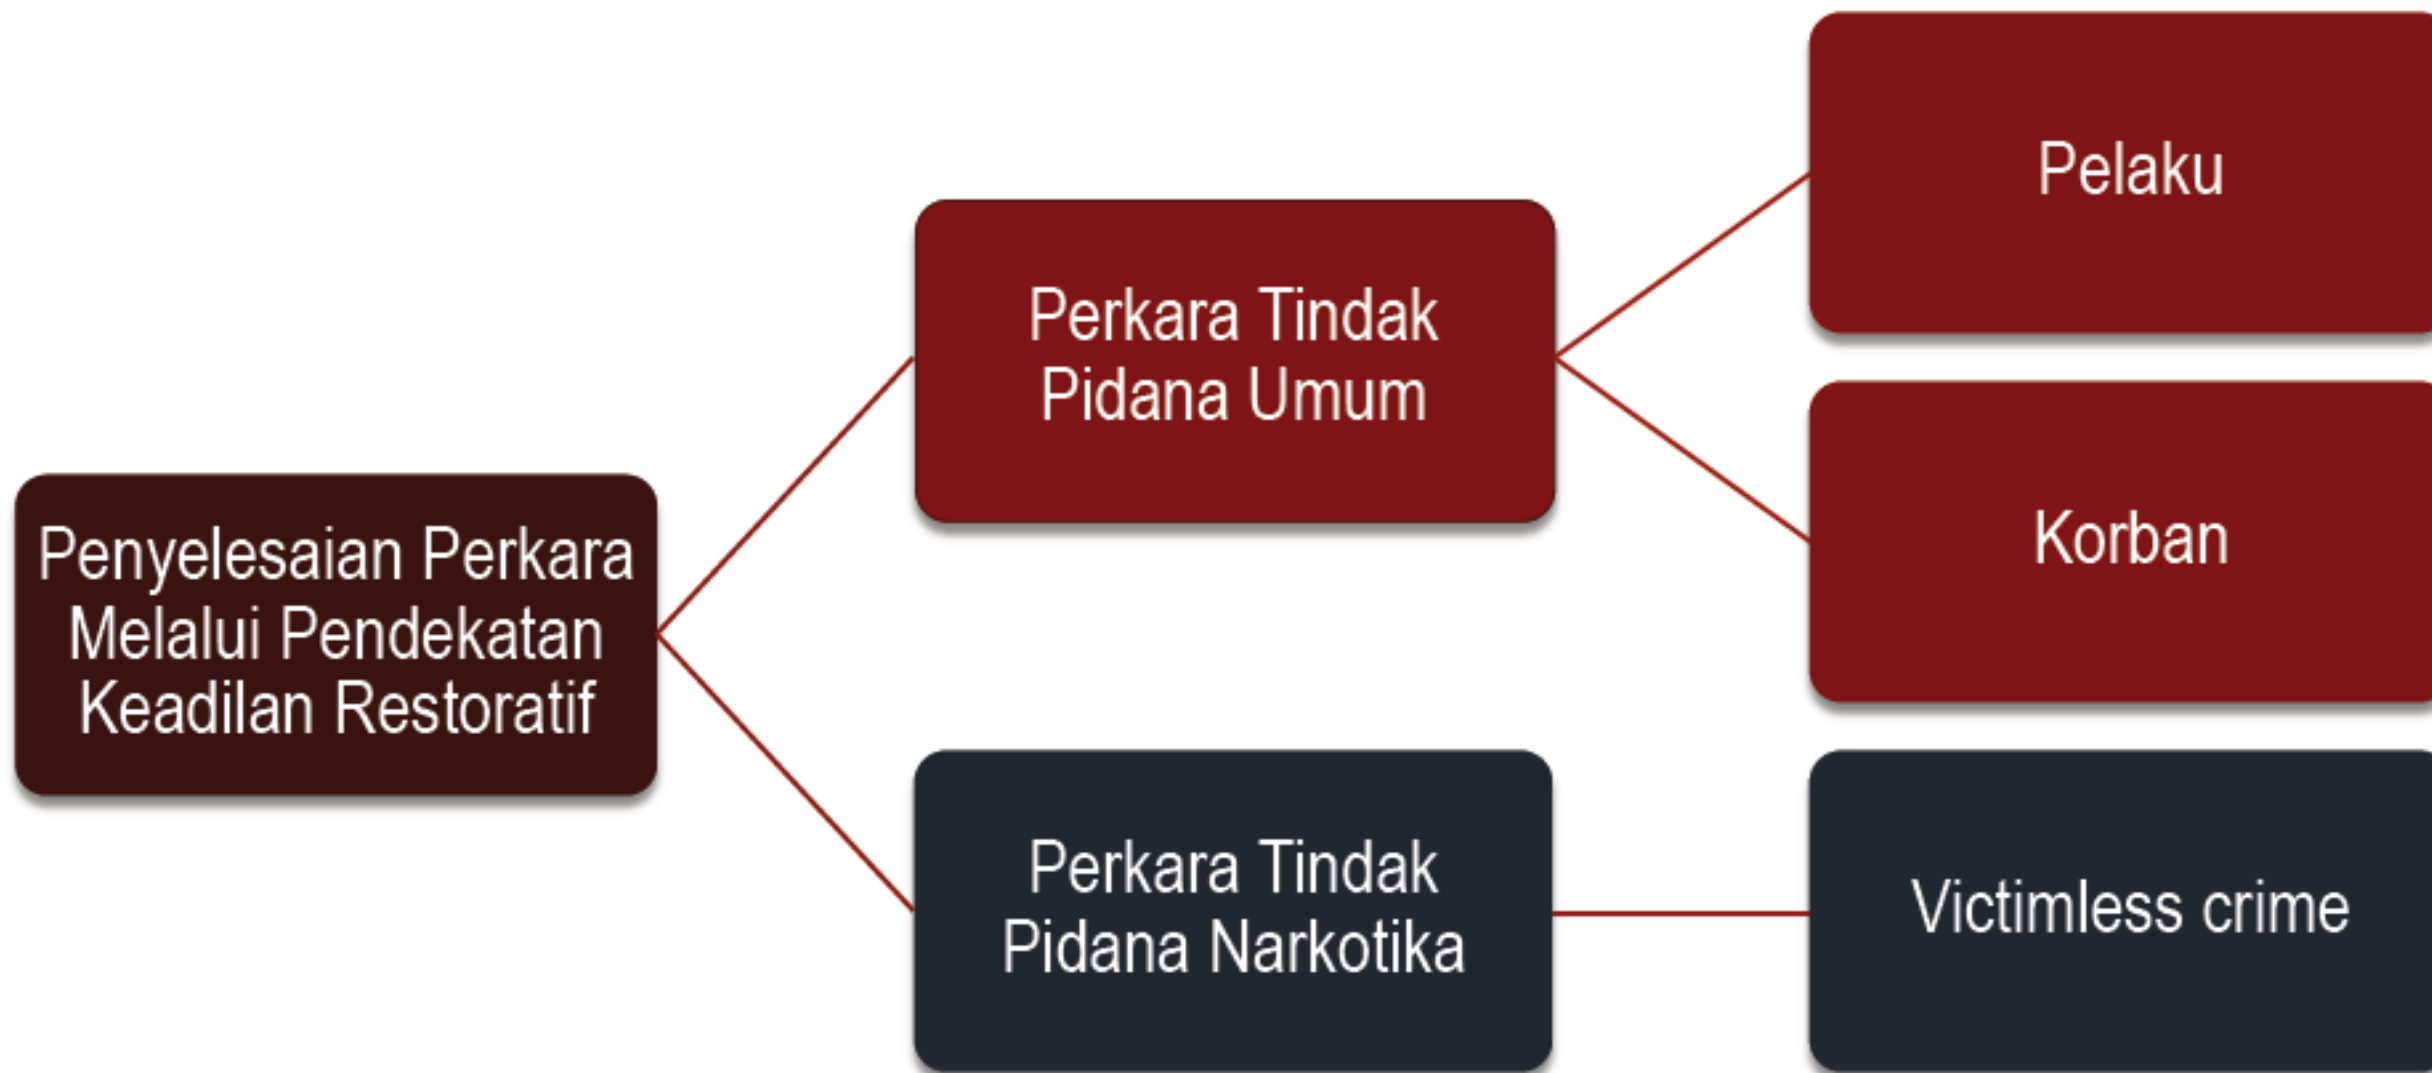 Penyelesaian Perkara
Melalui Pendekatan
Keadilan Restoratif
Perkara Tindak
Pidana Umum
Pelaku
Korban
Perkara Tindak
Pidana Narkotika
Victimless crime